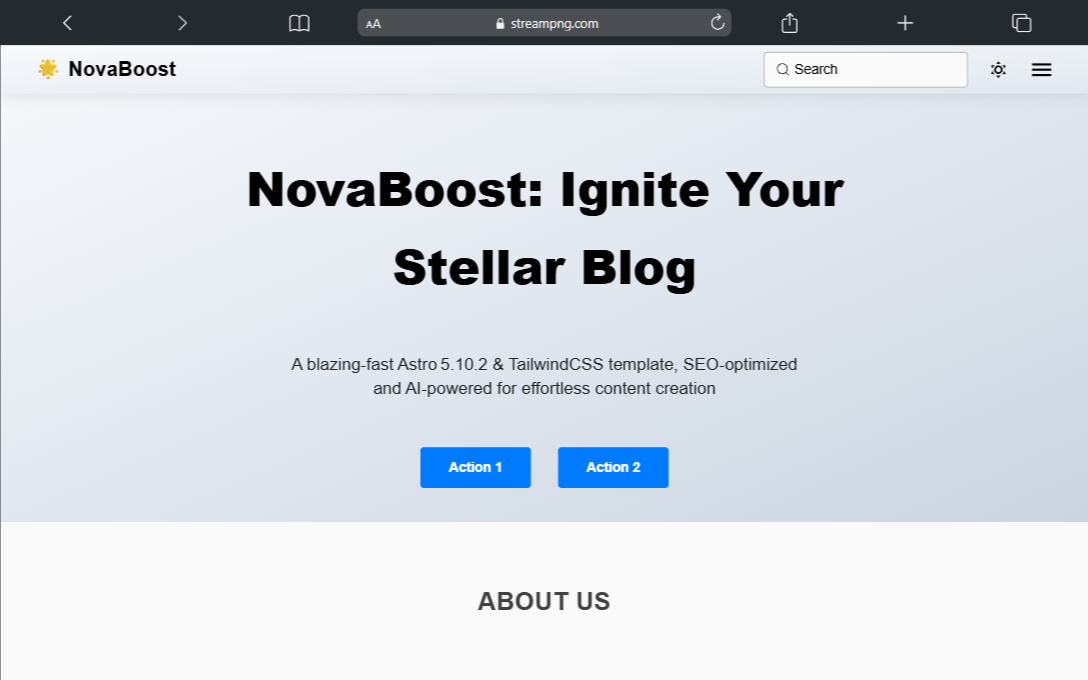 AA streampng.com
NovaBoost
Search
NovaBoost: Ignite Your
Stellar Blog
A blazing-fast Astro 5.10.2 & TailwindCSS template, SEO-optimized
and AI-powered for effortless content creation
Action 1
Action 2
ABOUT US